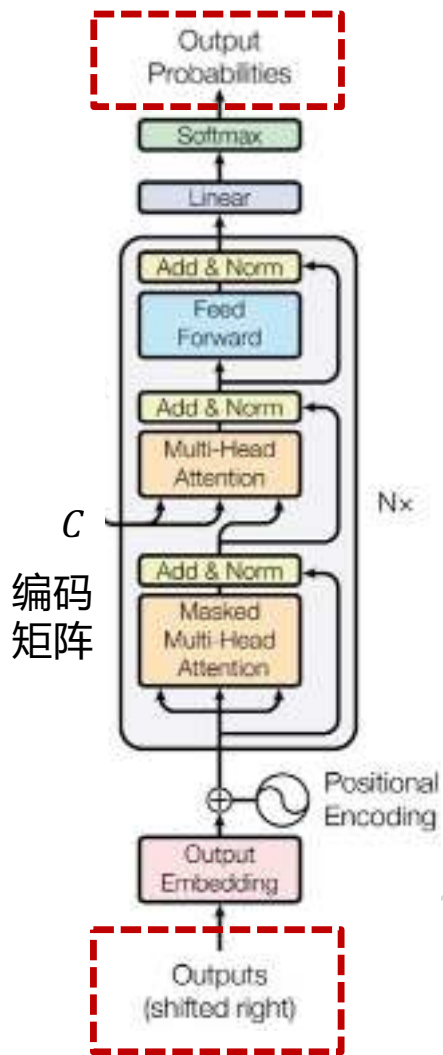 Output
Probabilities
Softmax
Linear
Add & Norm
Feed
Forward
Add & Norm
Multi-Head
Attention
N×
C
编码
矩阵
Add & Norm
Masked
Multi-Head
Attention
Positional
Encoding
Output
Embedding
Outputs
(shifted right)